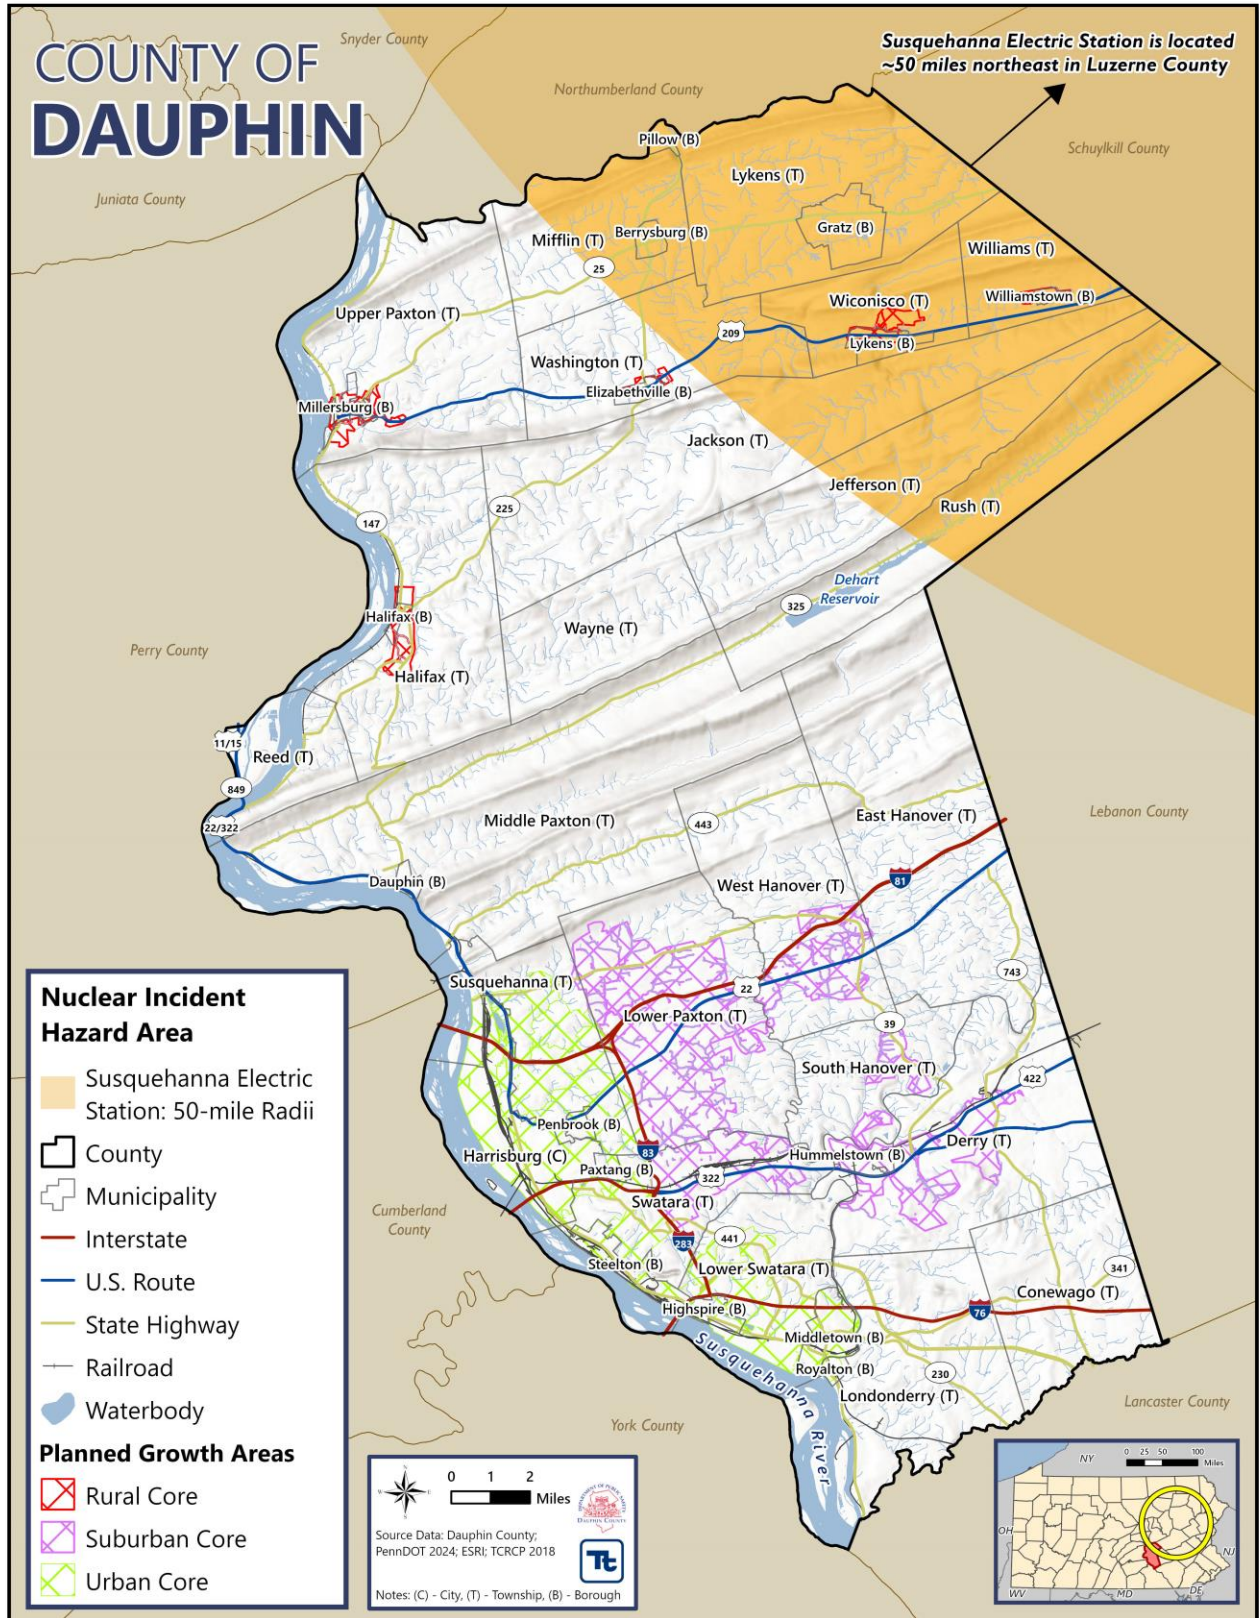 COUNTY OF
DAUPHIN
Snyder County
Susquehanna Electric Station is located
~50 miles northeast in Luzerne County
Northumberland County
Schuylkill County
Juniata County
Pillow (B)
Lykens (T)
Mifflin (T)
Berrysburg (B)
Gratz (B)
Williams (T)
25
Upper Paxton (T)
Wiconisco (T)
Williamstown (B)
209
Lykens (B)
Washington (T)
Elizabethville (B)
Millersburg (B)
Jackson (T)
Jefferson (T)
Rush (T)
225
147
Dehart
Reservoir
325
Halifax (B)
Wayne (T)
Perry County
Halifax (T)
11/15
Reed (T)
849
22/322
Middle Paxton (T)
443
East Hanover (T)
Lebanon County
Dauphin (B)
West Hanover (T)
81
Susquehanna (T)
22
743
Lower Paxton (T)
39
South Hanover (T)
422
Penbrook (B)
Derry (T)
Harrisburg (C)
83
Hummelstown (B)
Paxtang (B)
322
Swatara (T)
Cumberland
County
283
441
Steelton (B)
Lower Swatara (T)
341
Conewago (T)
Highspire (B)
76
Middletown (B)
Royalton (B)
230
Londonderry (T)
Susquehanna River
York County
Lancaster County
Nuclear Incident
Hazard Area
Susquehanna Electric
Station: 50-mile Radii
County
Municipality
Interstate
U.S. Route
State Highway
Railroad
Waterbody
Planned Growth Areas
Rural Core
Suburban Core
Urban Core
N
0 1 2
Miles
DEPARTMENT OF PUBLIC SAFETY
DAUPHIN COUNTY
Source Data: Dauphin County;
PennDOT 2024; ESRI; TCRCP 2018
Tt
Notes: (C) - City, (T) - Township, (B) - Borough
0 25 50 100
Miles
NY
OH
NJ
WV
MD
DE